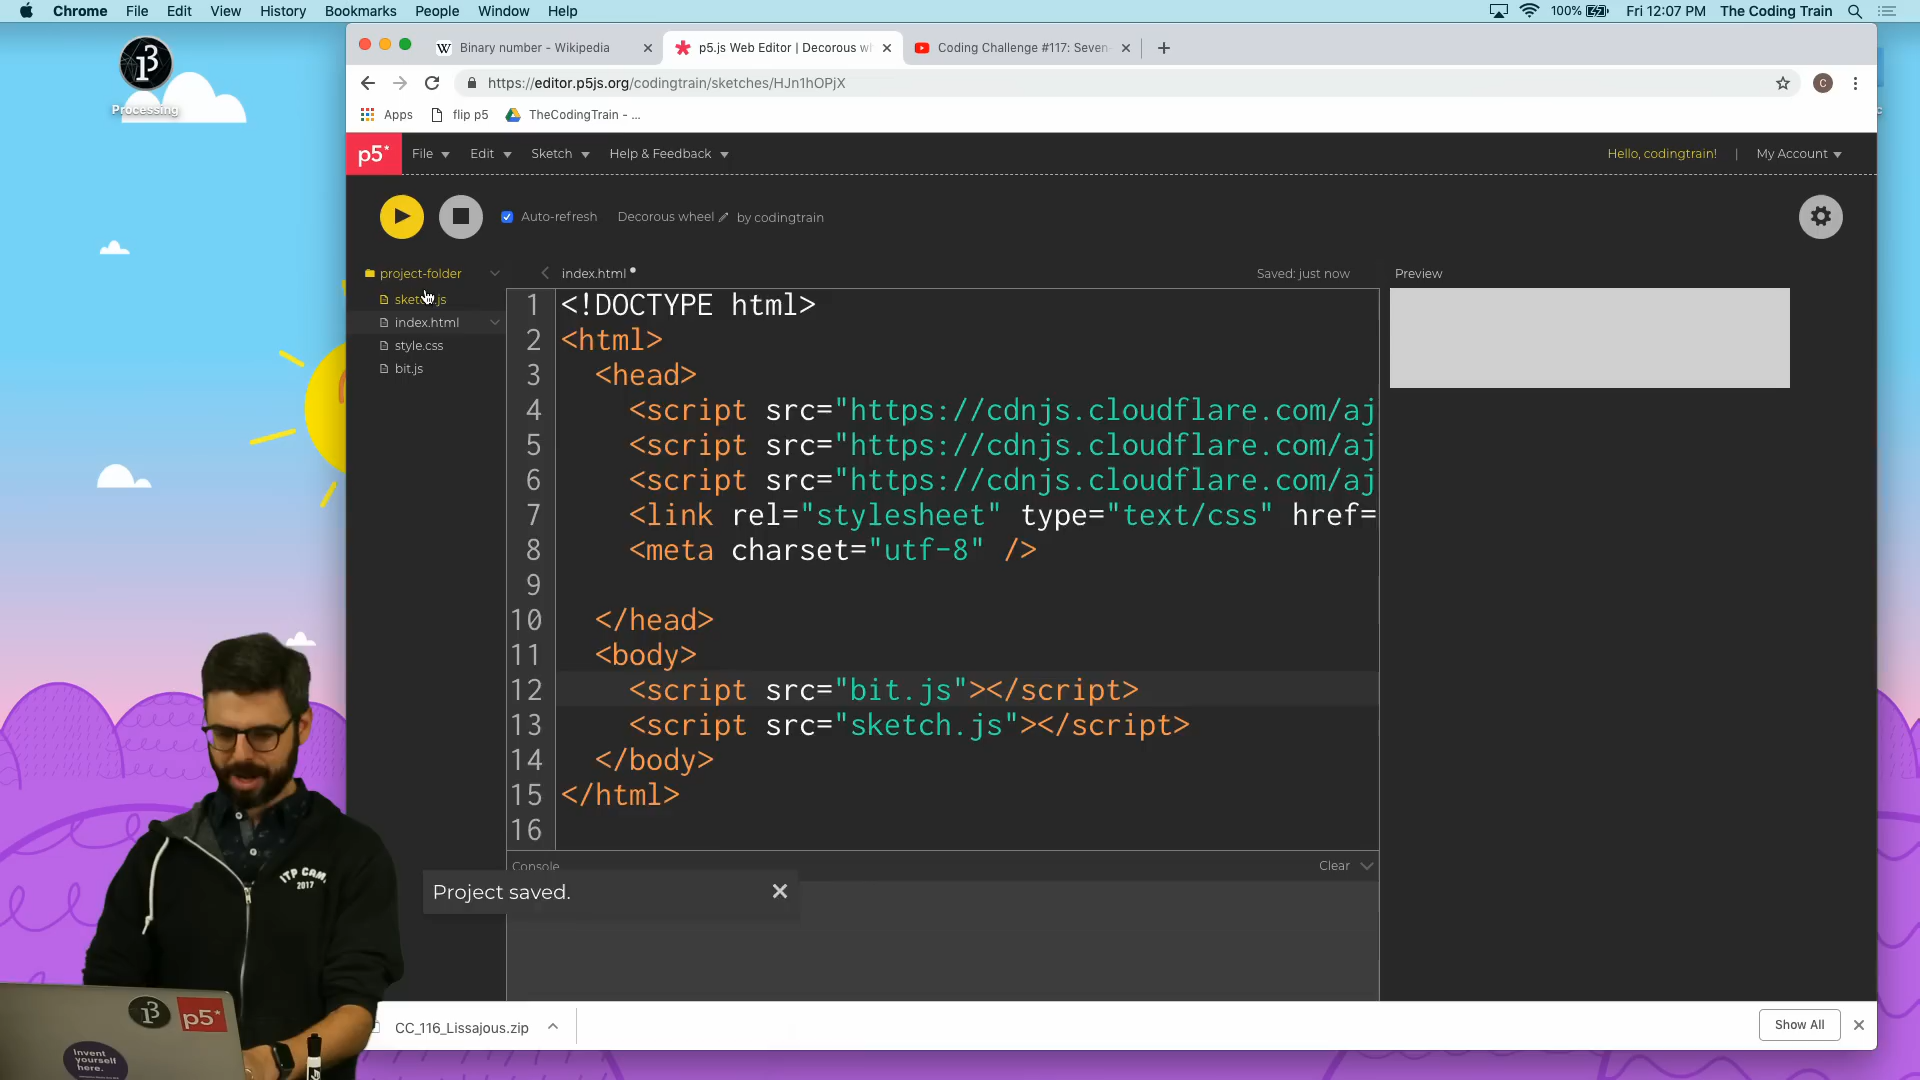 Chrome File Edit View History Bookmarks People Window Help 100% Fri 12:07 PM The Coding Train
Processing
W Binary number - Wikipedia p5.js Web Editor | Decorous wh Coding Challenge #117: Seven-
https://editor.p5js.org/codingtrain/sketches/HJn1hOPjX C
Apps flip p5 TheCodingTrain - ...
p5* File Edit Sketch Help & Feedback Hello, codingtrain! | My Account
Auto-refresh Decorous wheel by codingtrain
project-folder index.html Saved: just now Preview
sketch.js
index.html
style.css
bit.js
1 <!DOCTYPE html>
2 <html>
3 <head>
4 <script src="https://cdnjs.cloudflare.com/aj
5 <script src="https://cdnjs.cloudflare.com/aj
6 <script src="https://cdnjs.cloudflare.com/aj
7 <link rel="stylesheet" type="text/css" href=
8 <meta charset="utf-8" />
9
10 </head>
11 <body>
12 <script src="bit.js"></script>
13 <script src="sketch.js"></script>
14 </body>
15 </html>
16
Console Clear
Project saved.
CC_116_Lissajous.zip Show All
ITP CAMP
2017
p5*
Invent
yourself
here.